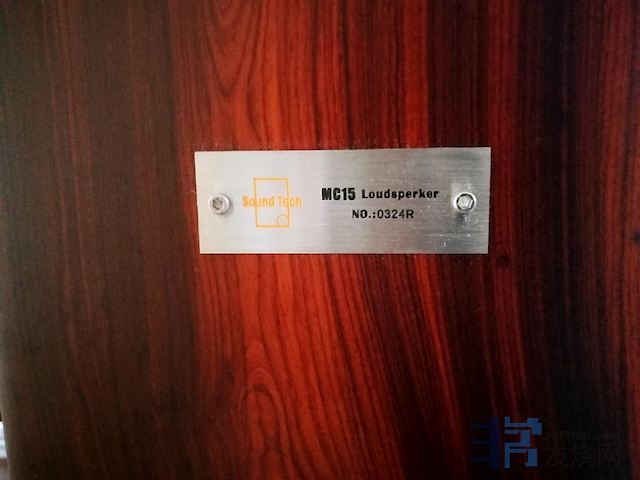 Sound Tech
MC15 Loudsperker
NO.:0324R
发烧网